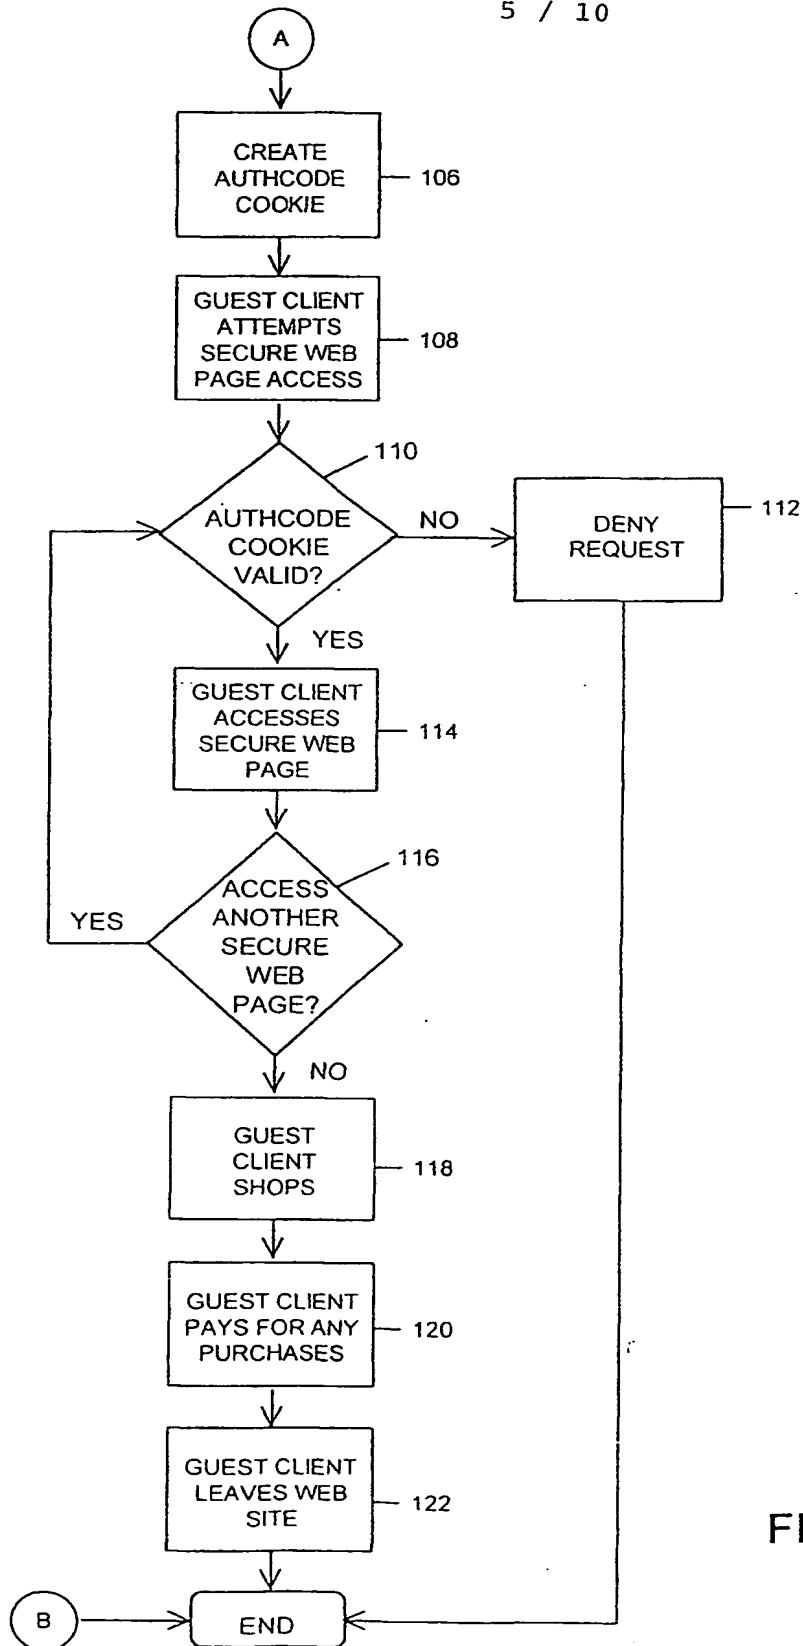 5 / 10
A
CREATE
AUTHCODE
COOKIE
106
GUEST CLIENT
ATTEMPTS
SECURE WEB
PAGE ACCESS
108
110
AUTHCODE
COOKIE
VALID?
NO
DENY
REQUEST
112
YES
GUEST CLIENT
ACCESSES
SECURE WEB
PAGE
114
116
ACCESS
ANOTHER
SECURE
WEB
PAGE?
YES
NO
GUEST
CLIENT
SHOPS
118
GUEST CLIENT
PAYS FOR ANY
PURCHASES
120
GUEST CLIENT
LEAVES WEB
SITE
122
FI
B
END